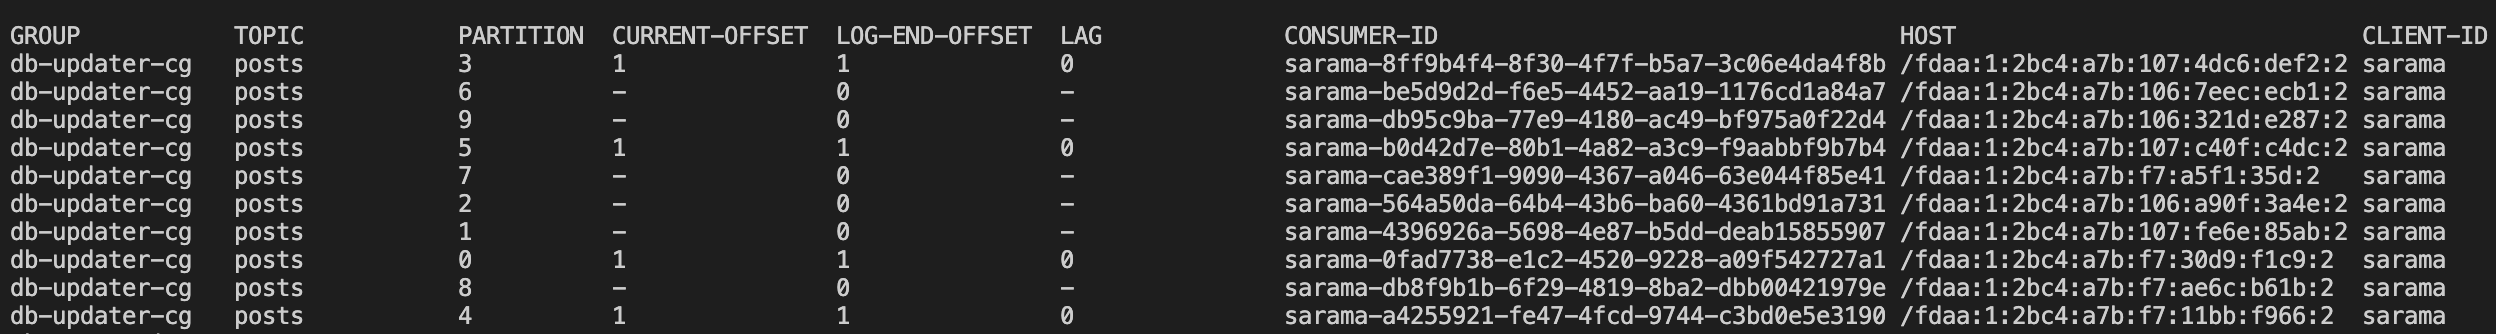 GROUP TOPIC PARTITION CURRENT-OFFSET LOG-END-OFFSET LAG CONSUMER-ID HOST CLIENT-ID
db-updater-cg posts 3 1 1 0 sarama-8ff9b4f4-8f30-4f7f-b5a7-3c06e4da4f8b /fdaa:1:2bc4:a7b:107:4dc6:def2:2 sarama
db-updater-cg posts 6 - 0 - sarama-be5d9d2d-f6e5-4452-aa19-1176cd1a84a7 /fdaa:1:2bc4:a7b:106:7eec:ecb1:2 sarama
db-updater-cg posts 9 - 0 - sarama-db95c9ba-77e9-4180-ac49-bf975a0f22d4 /fdaa:1:2bc4:a7b:106:321d:e287:2 sarama
db-updater-cg posts 5 1 1 0 sarama-b0d42d7e-80b1-4a82-a3c9-f9aabbf9b7b4 /fdaa:1:2bc4:a7b:107:c40f:c4dc:2 sarama
db-updater-cg posts 7 - 0 - sarama-cae389f1-9090-4367-a046-63e044f85e41 /fdaa:1:2bc4:a7b:f7:a5f1:35d:2 sarama
db-updater-cg posts 2 - 0 - sarama-564a50da-64b4-43b6-ba60-4361bd91a731 /fdaa:1:2bc4:a7b:106:a90f:3a4e:2 sarama
db-updater-cg posts 1 - 0 - sarama-4396926a-5698-4e87-b5dd-deab15855907 /fdaa:1:2bc4:a7b:107:fe6e:85ab:2 sarama
db-updater-cg posts 0 1 1 0 sarama-0fad7738-e1c2-4520-9228-a09f542727a1 /fdaa:1:2bc4:a7b:f7:30d9:f1c9:2 sarama
db-updater-cg posts 8 - 0 - sarama-db8f9b1b-6f29-4819-8ba2-dbb00421979e /fdaa:1:2bc4:a7b:f7:ae6c:b61b:2 sarama
db-updater-cg posts 4 1 1 0 sarama-a4255921-fe47-4fcd-9744-c3bd0e5e3190 /fdaa:1:2bc4:a7b:f7:11bb:f966:2 sarama